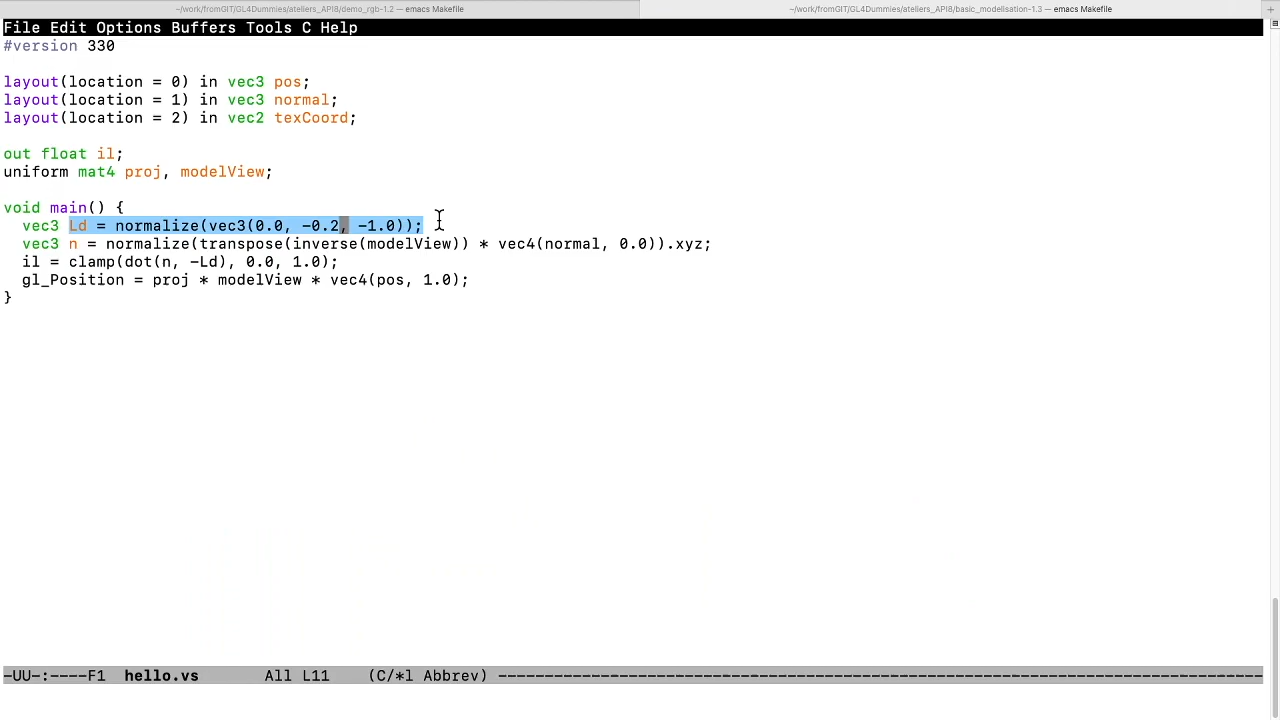 ~/work/fromGIT/GL4Dummies/ateliers_API8/demo_rgb-1.2 — emacs Makefile
~/work/fromGIT/GL4Dummies/ateliers_API8/basic_modelisation-1.3 — emacs Makefile
File Edit Options Buffers Tools C Help
#version 330
layout(location = 0) in vec3 pos;
layout(location = 1) in vec3 normal;
layout(location = 2) in vec2 texCoord;
out float il;
uniform mat4 proj, modelView;
void main() {
  vec3 Ld = normalize(vec3(0.0, -0.2, -1.0));
  vec3 n = normalize(transpose(inverse(modelView)) * vec4(normal, 0.0)).xyz;
  il = clamp(dot(n, -Ld), 0.0, 1.0);
  gl_Position = proj * modelView * vec4(pos, 1.0);
}
-UU-:----F1  hello.vs       All L11    (C/*l Abbrev) ----------------------------------------------------------------------------------